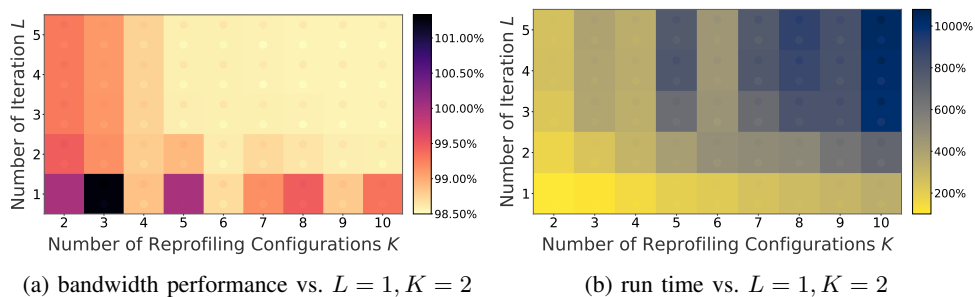 Number of Iteration L
5
4
3
2
1
2 3 4 5 6 7 8 9 10
Number of Reprofiling Configurations K
101.00%
100.50%
100.00%
99.50%
99.00%
98.50%
(a) bandwidth performance vs. L = 1, K = 2
Number of Iteration L
5
4
3
2
1
2 3 4 5 6 7 8 9 10
Number of Reprofiling Configurations K
1000%
800%
600%
400%
200%
(b) run time vs. L = 1, K = 2